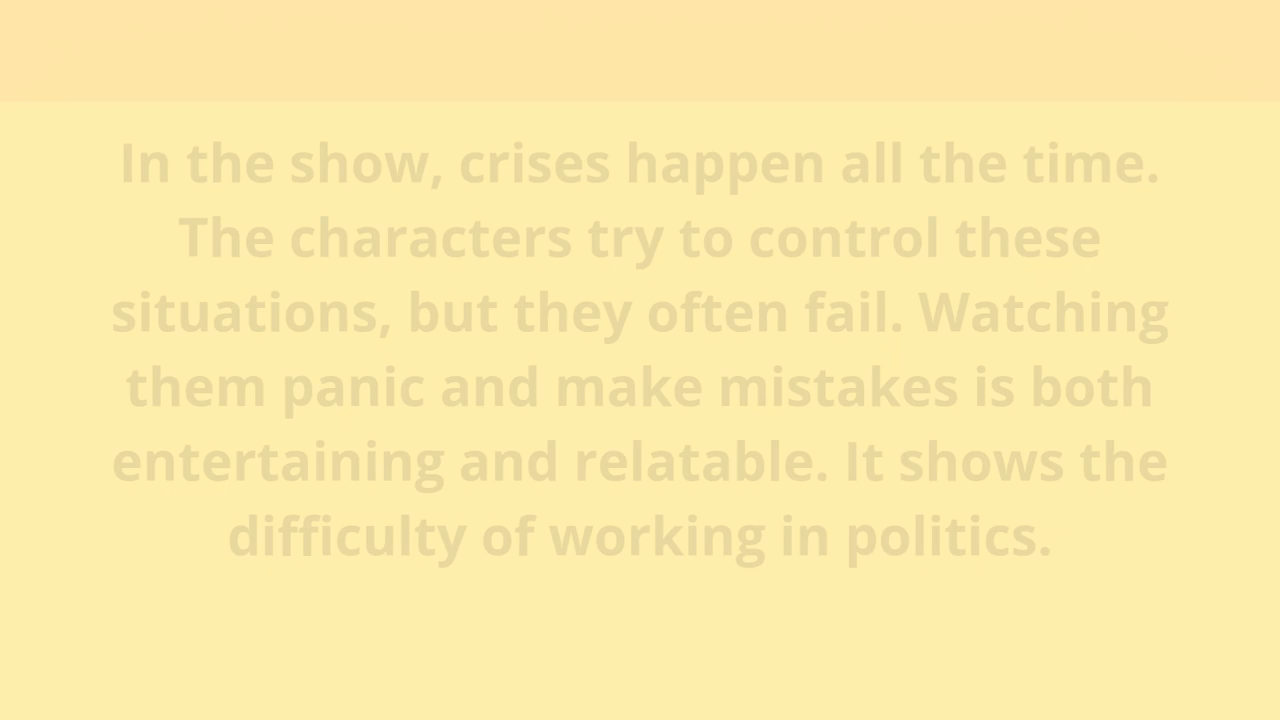 In the show, crises happen all the time.
The characters try to control these
situations, but they often fail. Watching
them panic and make mistakes is both
entertaining and relatable. It shows the
difficulty of working in politics.